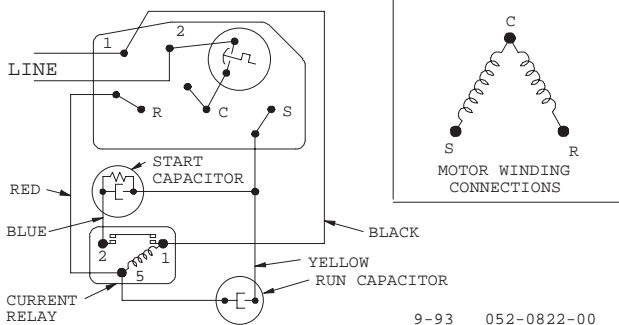 1
2
LINE
R
C
S
START
CAPACITOR
RED
BLUE
2
1
5
CURRENT
RELAY
BLACK
YELLOW
RUN CAPACITOR
C
S
R
MOTOR WINDING
CONNECTIONS
9-93 052-0822-00